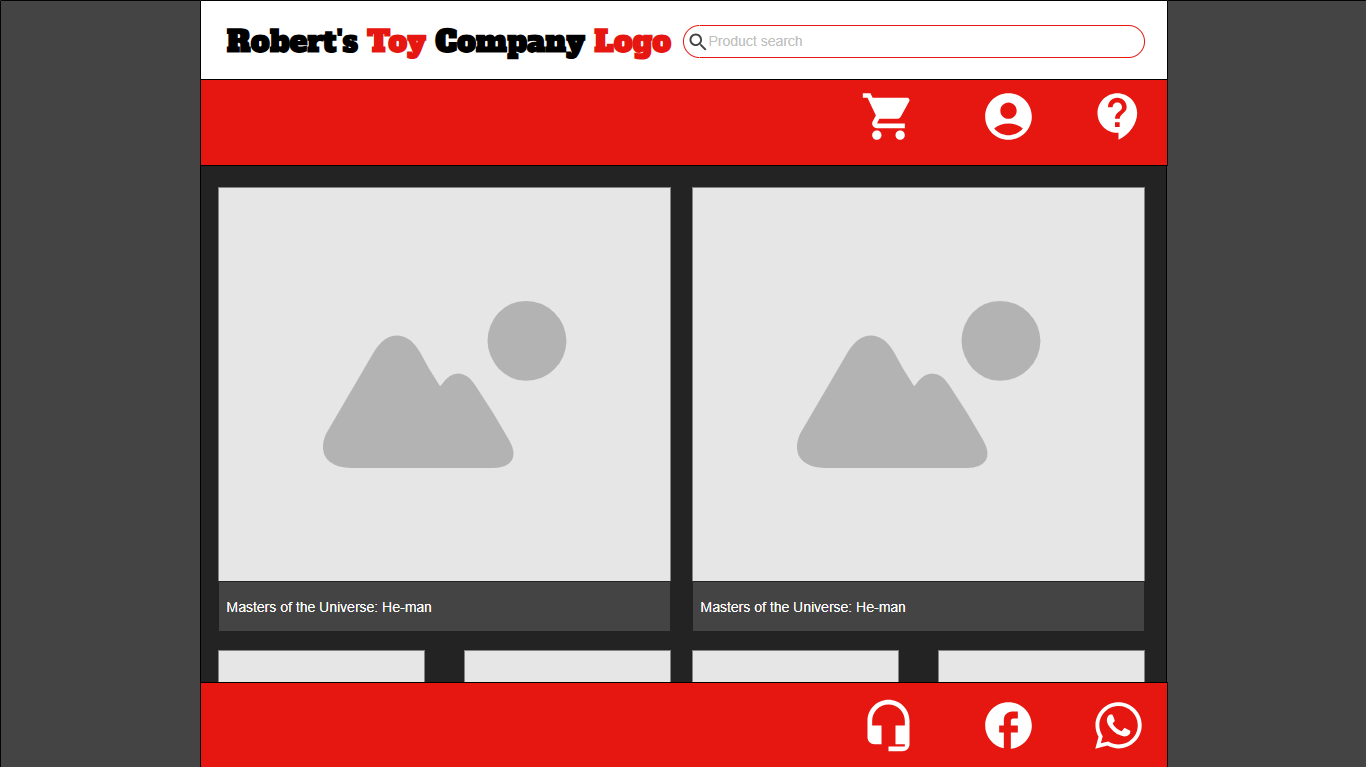 Robert's Toy Company Logo
Product search
Masters of the Universe: He-man
Masters of the Universe: He-man